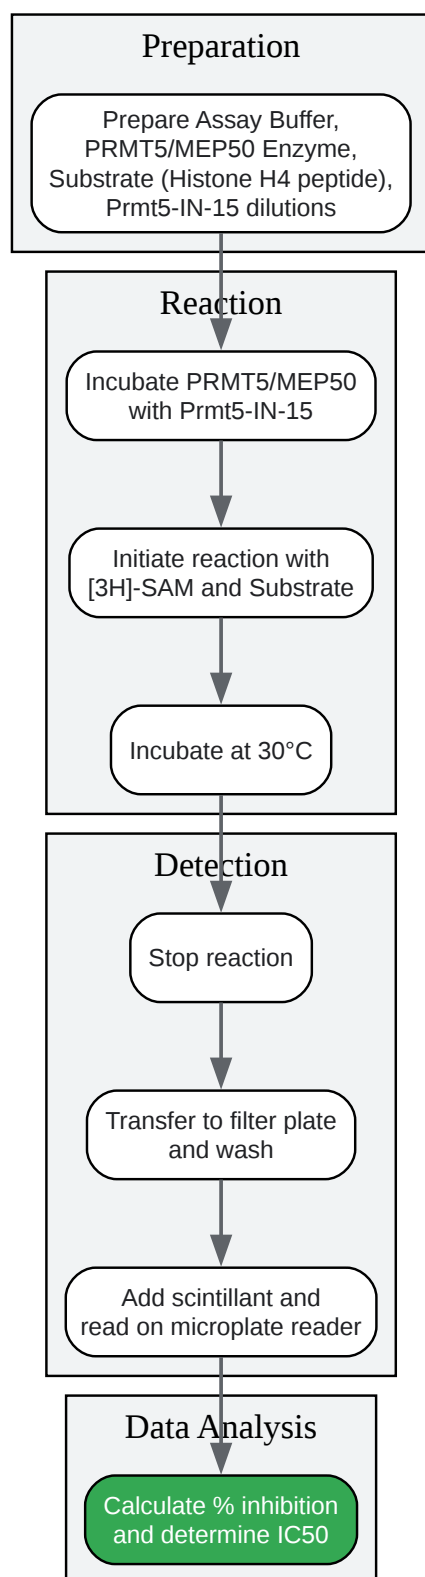 Preparation
Prepare Assay Buffer,
PRMT5/MEP50 Enzyme,
Substrate (Histone H4 peptide),
Prmt5-IN-15 dilutions
Reaction
Incubate PRMT5/MEP50
with Prmt5-IN-15
Initiate reaction with
[3H]-SAM and Substrate
Incubate at 30°C
Detection
Stop reaction
Transfer to filter plate
and wash
Add scintillant and
read on microplate reader
Data Analysis
Calculate % inhibition
and determine IC50